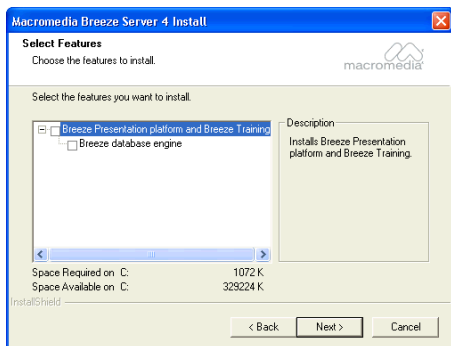 Macromedia Breeze Server 4 Install
Select Features
Choose the features to install.
macromedia
Select the features you want to install.
Breeze Presentation platform and Breeze Training
Breeze database engine
Description
Installs Breeze Presentation
platform and Breeze Training.
Space Required on C: 1072 K
Space Available on C: 329224 K
InstallShield
< Back Next > Cancel